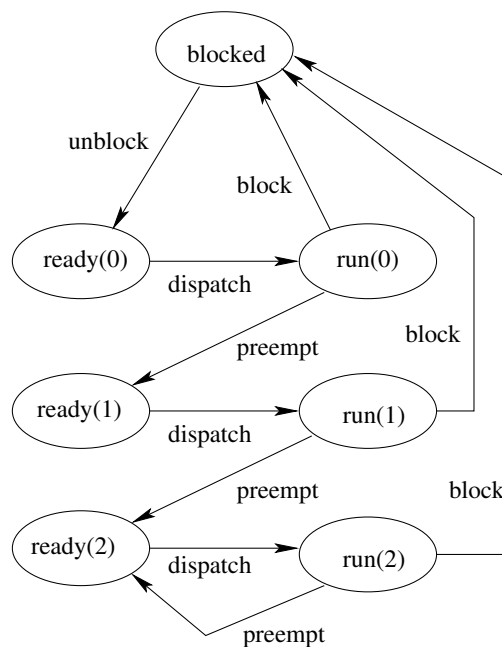 blocked
unblock
block
ready(0)
run(0)
dispatch
preempt
block
ready(1)
run(1)
dispatch
preempt
block
ready(2)
run(2)
dispatch
preempt